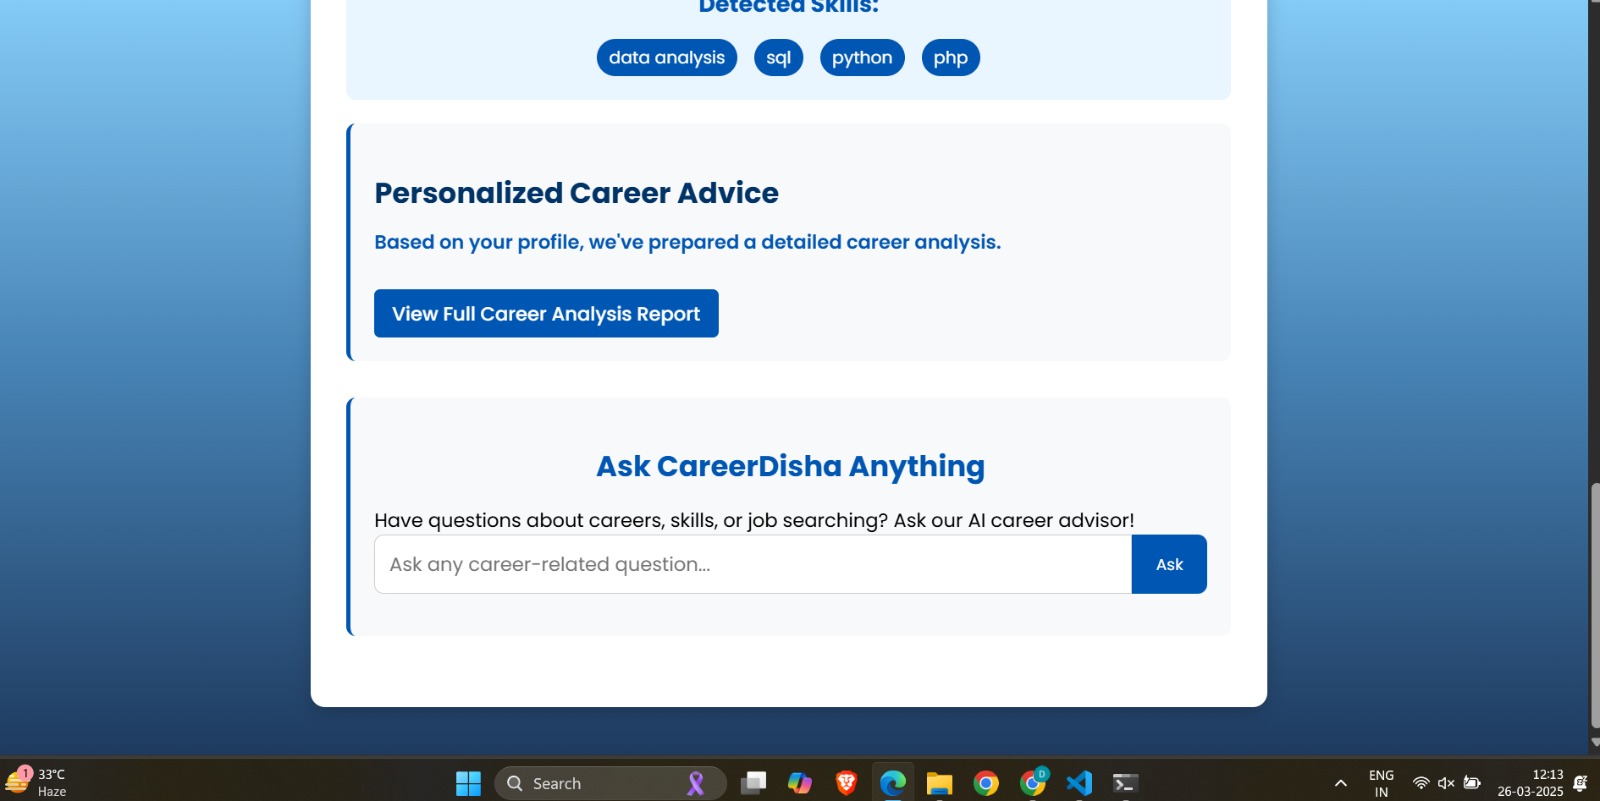 Detected Skills:
data analysis sql python php
Personalized Career Advice
Based on your profile, we've prepared a detailed career analysis.
View Full Career Analysis Report
Ask CareerDisha Anything
Have questions about careers, skills, or job searching? Ask our AI career advisor!
Ask any career-related question... Ask
1
33°C
Haze
Search
D
ENG
IN
12:13
26-03-2025